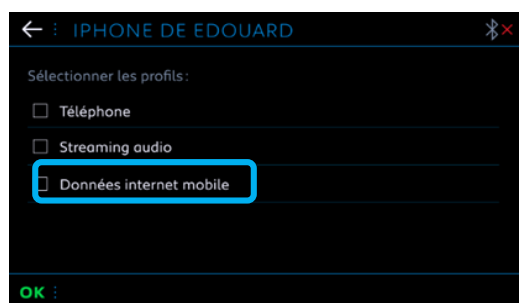 IPHONE DE EDOUARD
Sélectionner les profils:
Téléphone
Streaming audio
Données internet mobile
OK